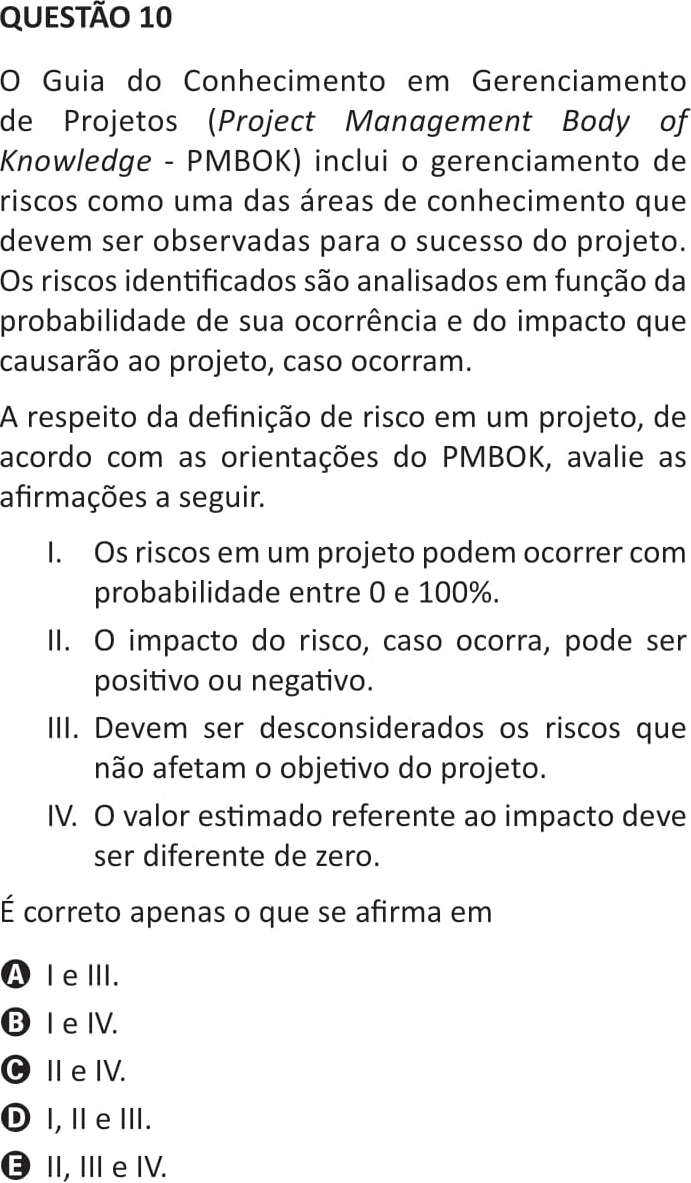 QUESTÃO 10
O Guia do Conhecimento em Gerenciamento
de Projetos (Project Management Body of
Knowledge - PMBOK) inclui o gerenciamento de
riscos como uma das áreas de conhecimento que
devem ser observadas para o sucesso do projeto.
Os riscos identificados são analisados em função da
probabilidade de sua ocorrência e do impacto que
causarão ao projeto, caso ocorram.
A respeito da definição de risco em um projeto, de
acordo com as orientações do PMBOK, avalie as
afirmações a seguir.
I. Os riscos em um projeto podem ocorrer com
probabilidade entre 0 e 100%.
II. O impacto do risco, caso ocorra, pode ser
positivo ou negativo.
III. Devem ser desconsiderados os riscos que
não afetam o objetivo do projeto.
IV. O valor estimado referente ao impacto deve
ser diferente de zero.
É correto apenas o que se afirma em
A I e III.
B I e IV.
C II e IV.
D I, II e III.
E II, III e IV.